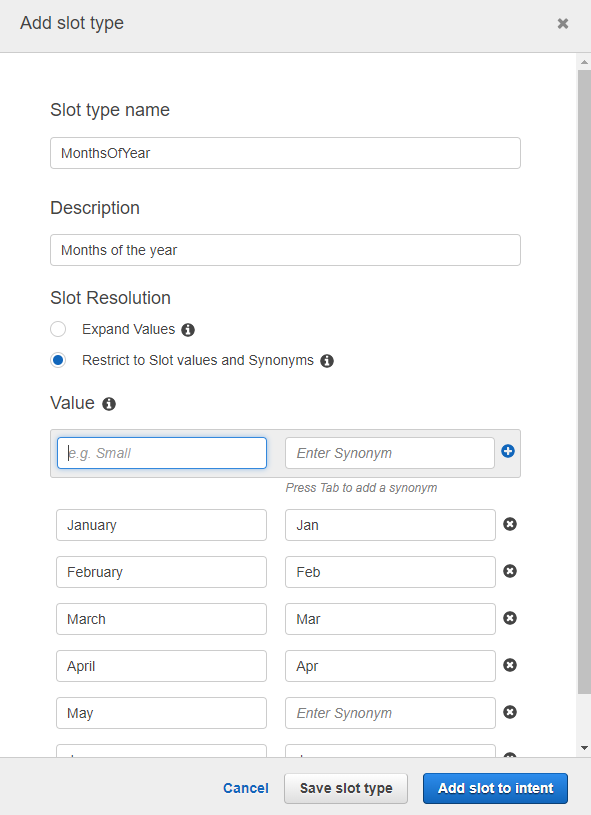 Add slot type
Slot type name
MonthsOfYear
Description
Months of the year
Slot Resolution
Expand Values
Restrict to Slot values and Synonyms
Value
e.g. Small Enter Synonym
Press Tab to add a synonym
January Jan
February Feb
March Mar
April Apr
May Enter Synonym
Cancel Save slot type Add slot to intent